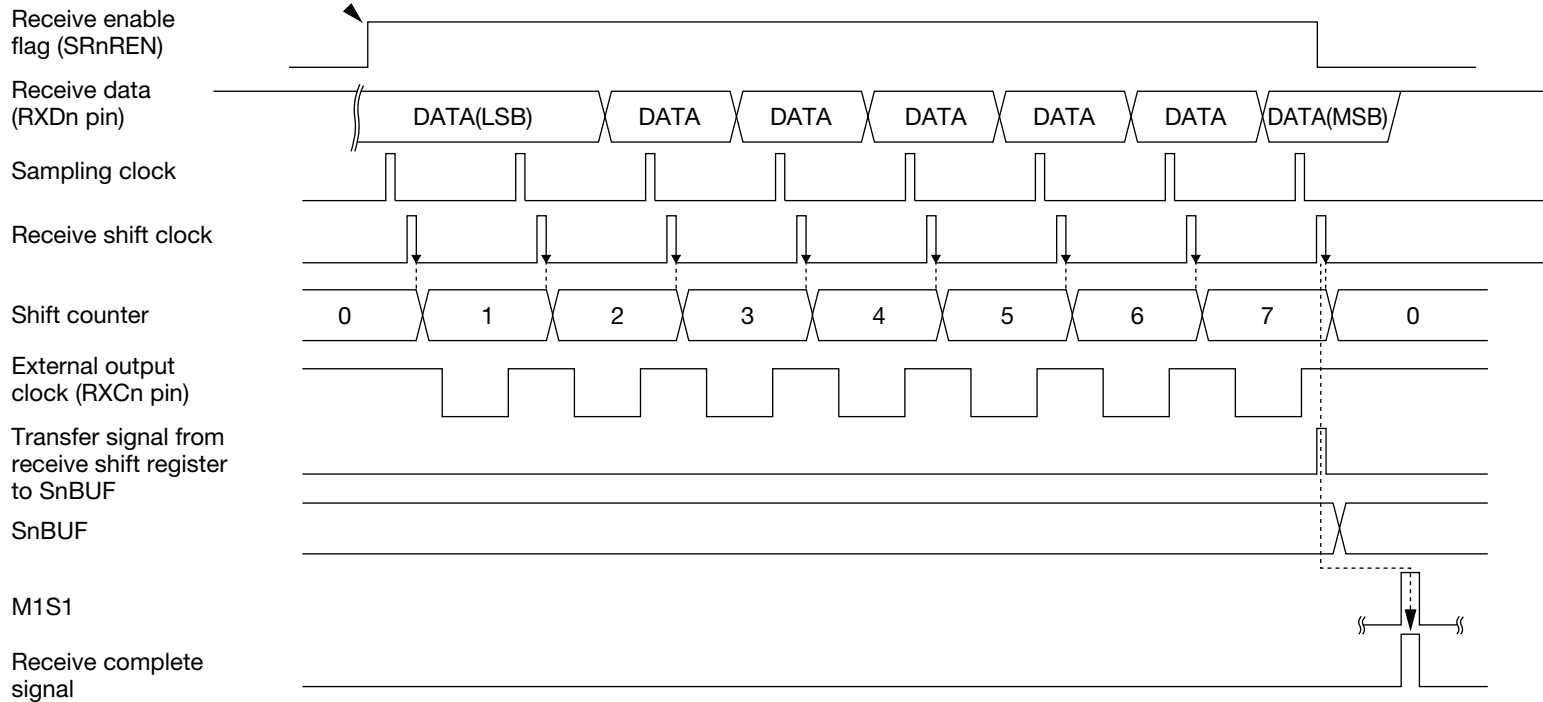 Receive enable
flag (SRnREN)
Receive data
(RXDn pin)
DATA(LSB) DATA DATA DATA DATA DATA DATA(MSB)
Sampling clock
Receive shift clock
Shift counter
0 1 2 3 4 5 6 7 0
External output
clock (RXCn pin)
Transfer signal from
receive shift register
to SnBUF
SnBUF
M1S1
Receive complete
signal